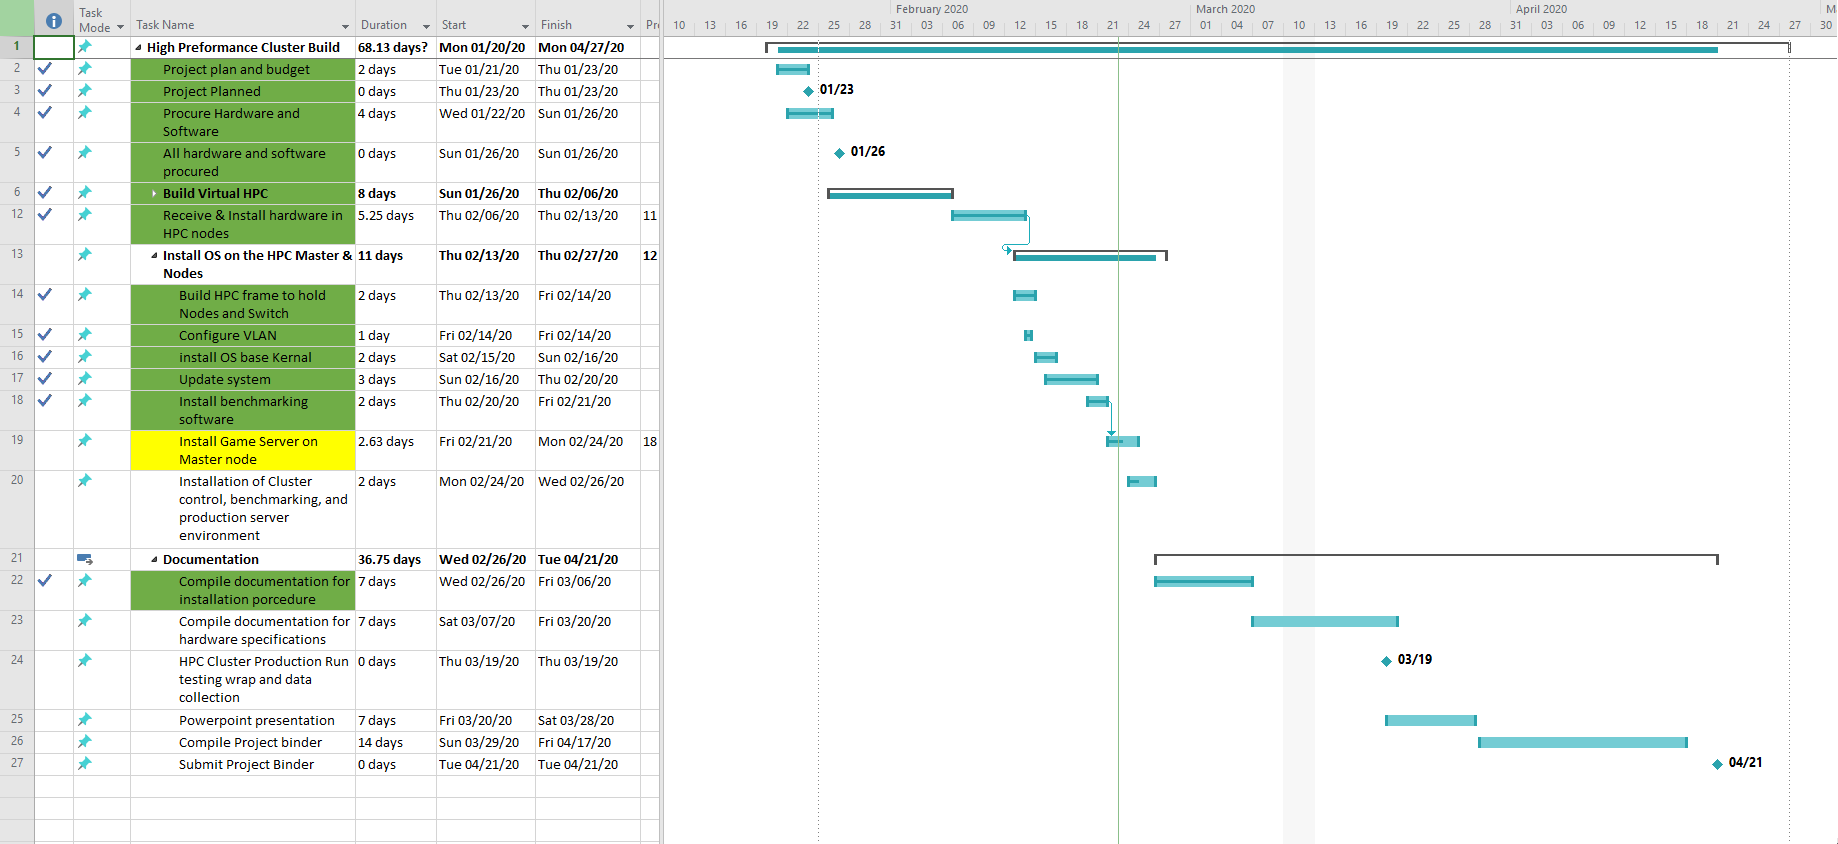 February 2020 March 2020 April 2020 M
Task Mode Task Name Duration Start Finish Pr 10 13 16 19 22 25 28 31 03 06 09 12 15 18 21 24 27 01 04 07 10 13 16 19 22 25 28 31 03 06 09 12 15 18 21 24 27 30
1 High Preformance Cluster Build 68.13 days? Mon 01/20/20 Mon 04/27/20
2 Project plan and budget 2 days Tue 01/21/20 Thu 01/23/20
3 Project Planned 0 days Thu 01/23/20 Thu 01/23/20 01/23
4 Procure Hardware and 4 days Wed 01/22/20 Sun 01/26/20
Software
5 All hardware and software 0 days Sun 01/26/20 Sun 01/26/20 01/26
procured
6 Build Virtual HPC 8 days Sun 01/26/20 Thu 02/06/20
12 Receive & Install hardware in 5.25 days Thu 02/06/20 Thu 02/13/20 11
HPC nodes
13 Install OS on the HPC Master & 11 days Thu 02/13/20 Thu 02/27/20 12
Nodes
14 Build HPC frame to hold 2 days Thu 02/13/20 Fri 02/14/20
Nodes and Switch
15 Configure VLAN 1 day Fri 02/14/20 Fri 02/14/20
16 install OS base Kernal 2 days Sat 02/15/20 Sun 02/16/20
17 Update system 3 days Sun 02/16/20 Thu 02/20/20
18 Install benchmarking 2 days Thu 02/20/20 Fri 02/21/20
software
19 Install Game Server on 2.63 days Fri 02/21/20 Mon 02/24/20 18
Master node
20 Installation of Cluster 2 days Mon 02/24/20 Wed 02/26/20
control, benchmarking, and
production server
environment
21 Documentation 36.75 days Wed 02/26/20 Tue 04/21/20
22 Compile documentation for 7 days Wed 02/26/20 Fri 03/06/20
installation porcedure
23 Compile documentation for 7 days Sat 03/07/20 Fri 03/20/20
hardware specifications
24 HPC Cluster Production Run 0 days Thu 03/19/20 Thu 03/19/20 03/19
testing wrap and data
collection
25 Powerpoint presentation 7 days Fri 03/20/20 Sat 03/28/20
26 Compile Project binder 14 days Sun 03/29/20 Fri 04/17/20
27 Submit Project Binder 0 days Tue 04/21/20 Tue 04/21/20 04/21